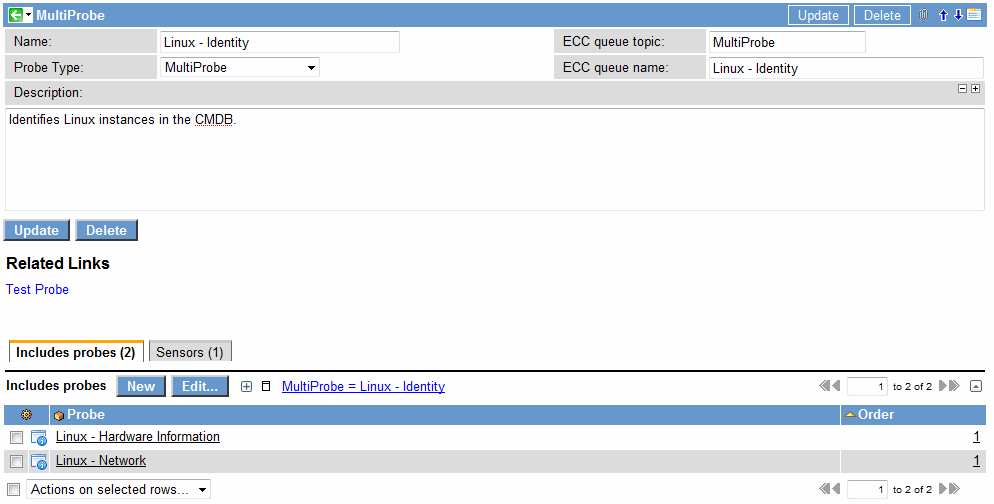 MultiProbe Update Delete
Name: Linux - Identity ECC queue topic: MultiProbe
Probe Type: MultiProbe ECC queue name: Linux - Identity
Description:
Identifies Linux instances in the CMDB.
Update Delete
Related Links
Test Probe
Includes probes (2) Sensors (1)
Includes probes New Edit... MultiProbe = Linux - Identity 1 to 2 of 2
Probe Order
Linux - Hardware Information 1
Linux - Network 1
Actions on selected rows... 1 to 2 of 2